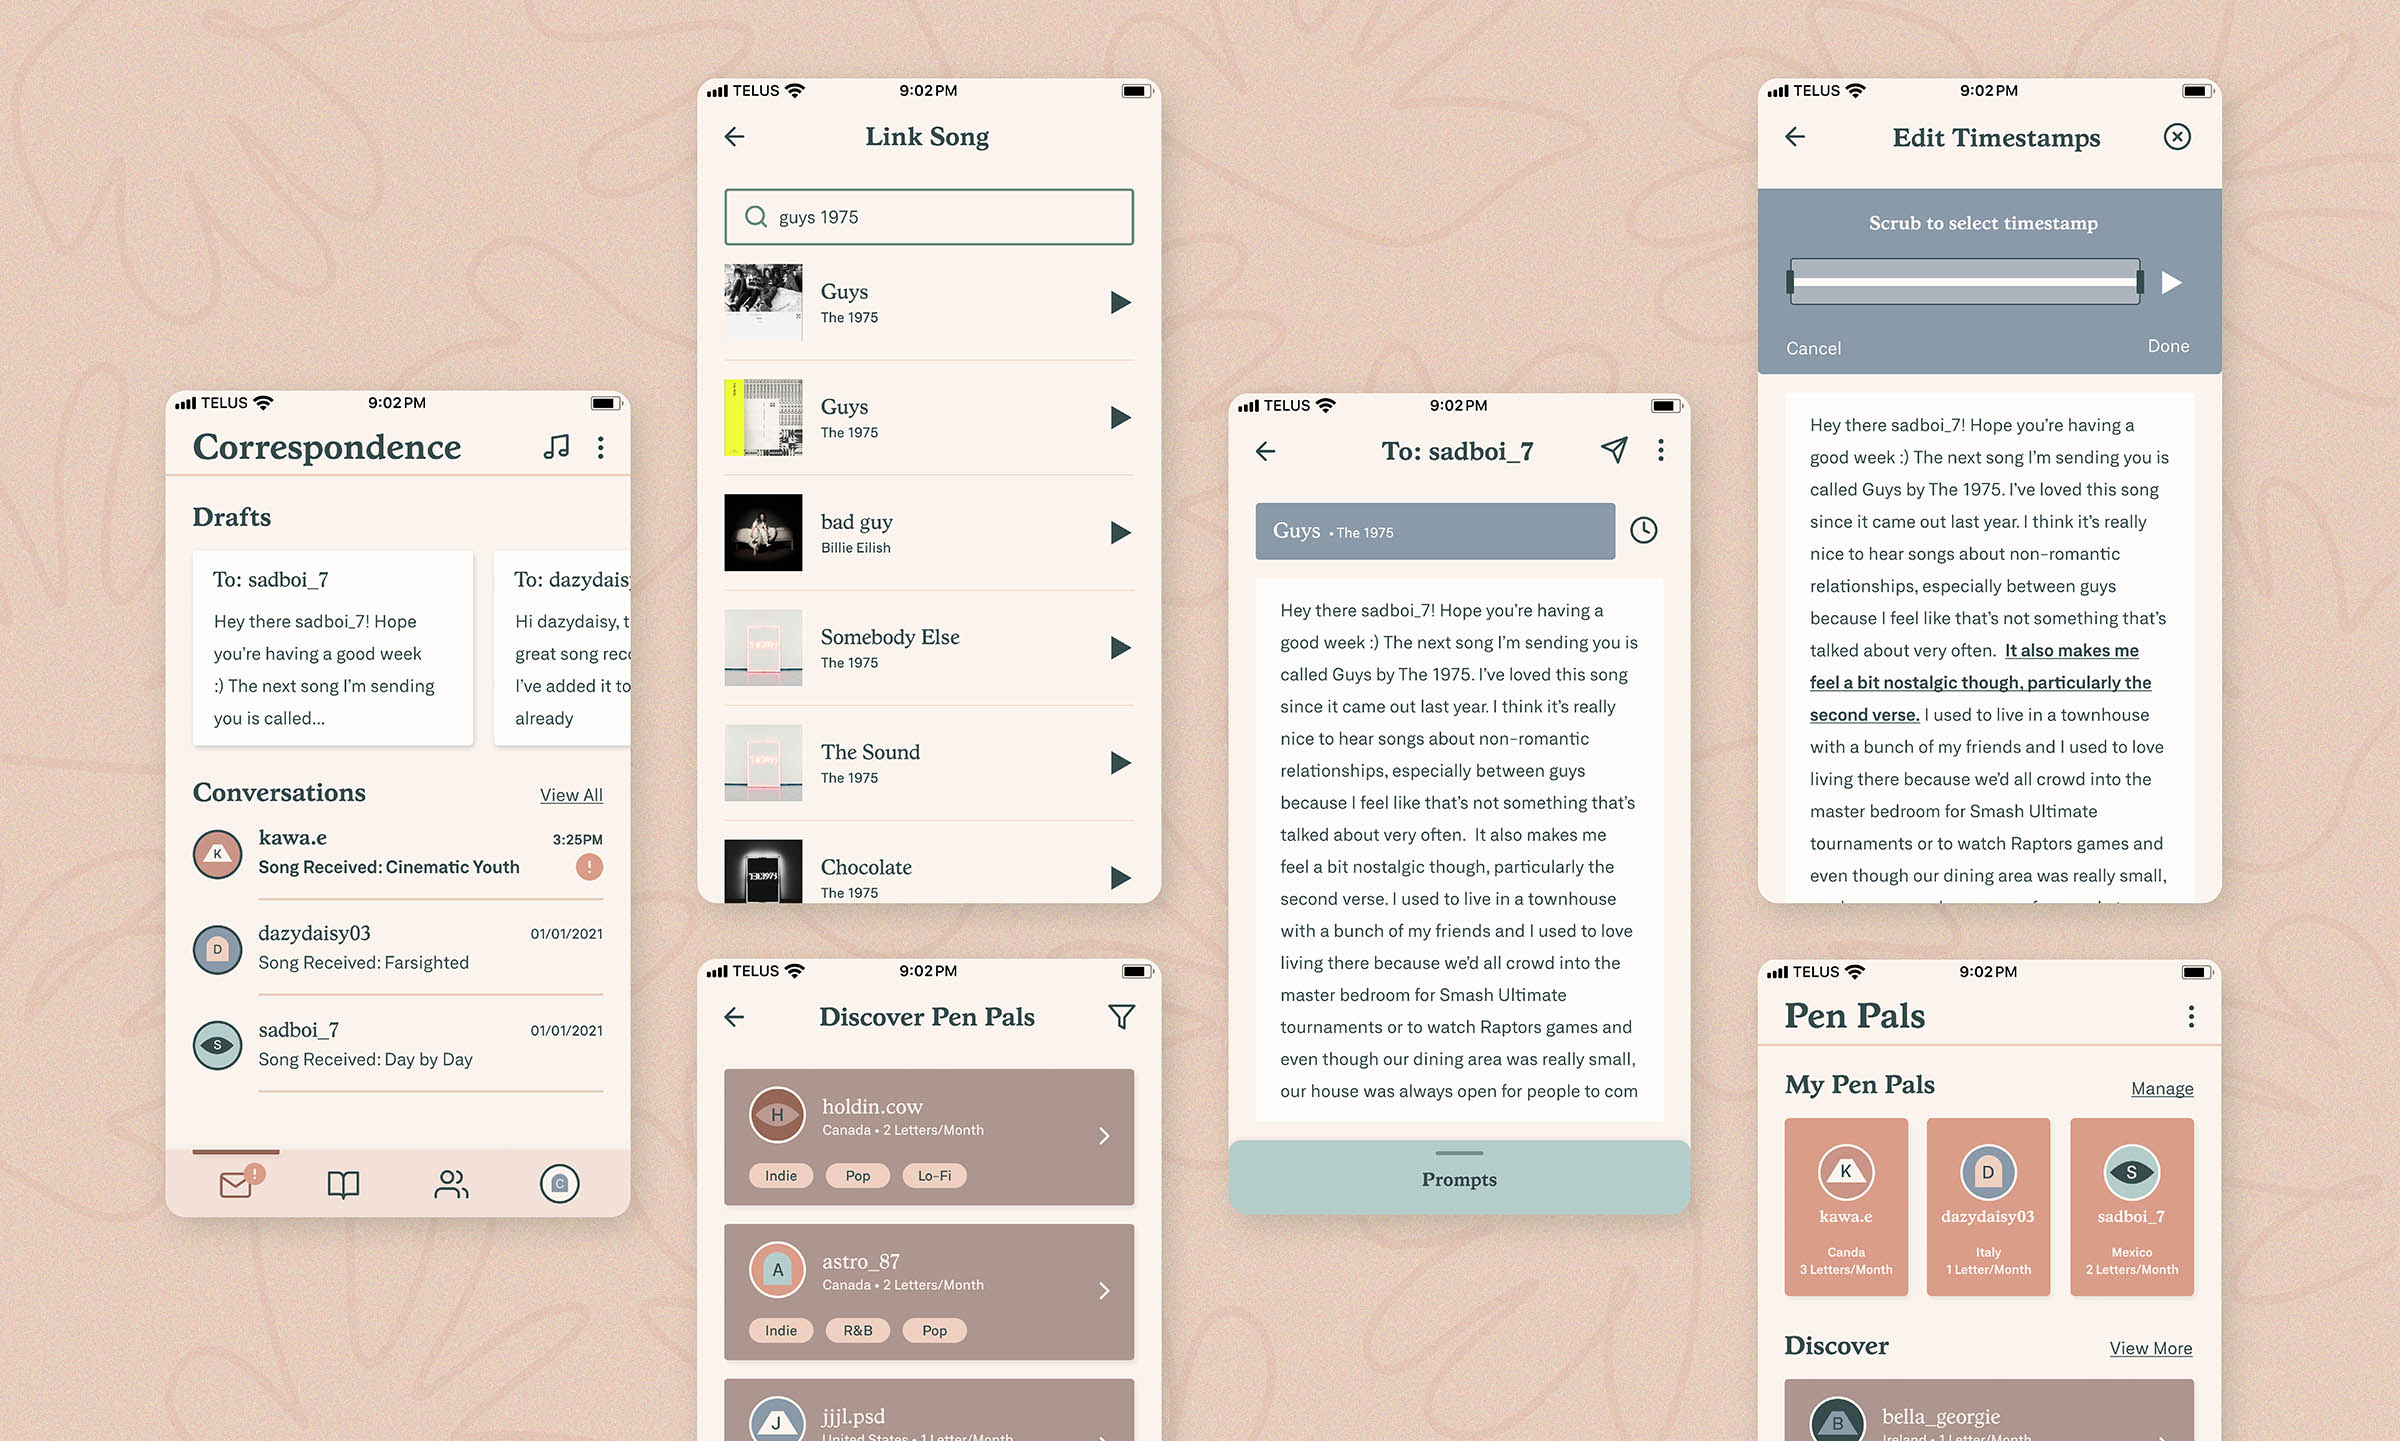 TELUS 9:02 PM
Correspondence
Drafts
To: sadboi_7
Hey there sadboi_7! Hope
you're having a good week
:) The next song I'm sending
you is called...
To: dazydais
Hi dazydaisy, t
great song reco
I've added it to
already
Conversations View All
kawa.e 3:25PM
Song Received: Cinematic Youth !
K
dazydaisy03 01/01/2021
Song Received: Farsighted
D
sadboi_7 01/01/2021
Song Received: Day by Day
S
!
C
TELUS 9:02 PM
Link Song
guys 1975
Guys
The 1975
Guys
The 1975
bad guy
Billie Eilish
Somebody Else
The 1975
The Sound
The 1975
Chocolate
The 1975
TELUS 9:02 PM
Discover Pen Pals
H
holdin.cow
Canada • 2 Letters/Month
Indie Pop Lo-Fi
A
astro_87
Canada • 2 Letters/Month
Indie R&B Pop
J
jjjl.psd
United States • 1 Letter/Month
TELUS 9:02 PM
To: sadboi_7
Guys • The 1975
Hey there sadboi_7! Hope you're having a
good week :) The next song I'm sending you is
called Guys by The 1975. I've loved this song
since it came out last year. I think it's really
nice to hear songs about non-romantic
relationships, especially between guys
because I feel like that's not something that's
talked about very often. It also makes me
feel a bit nostalgic though, particularly the
second verse. I used to live in a townhouse
with a bunch of my friends and I used to love
living there because we'd all crowd into the
master bedroom for Smash Ultimate
tournaments or to watch Raptors games and
even though our dining area was really small,
our house was always open for people to com
Prompts
TELUS 9:02 PM
Edit Timestamps
Scrub to select timestamp
Cancel Done
Hey there sadboi_7! Hope you're having a
good week :) The next song I'm sending you is
called Guys by The 1975. I've loved this song
since it came out last year. I think it's really
nice to hear songs about non-romantic
relationships, especially between guys
because I feel like that's not something that's
talked about very often. It also makes me
feel a bit nostalgic though, particularly the
second verse. I used to live in a townhouse
with a bunch of my friends and I used to love
living there because we'd all crowd into the
master bedroom for Smash Ultimate
tournaments or to watch Raptors games and
even though our dining area was really small,
TELUS 9:02 PM
Pen Pals
My Pen Pals Manage
K
kawa.e
Canda
3 Letters/Month
D
dazydaisy03
Italy
1 Letter/Month
S
sadboi_7
Mexico
2 Letters/Month
Discover View More
B
bella_georgie
Ireland • 1 Letter/Month